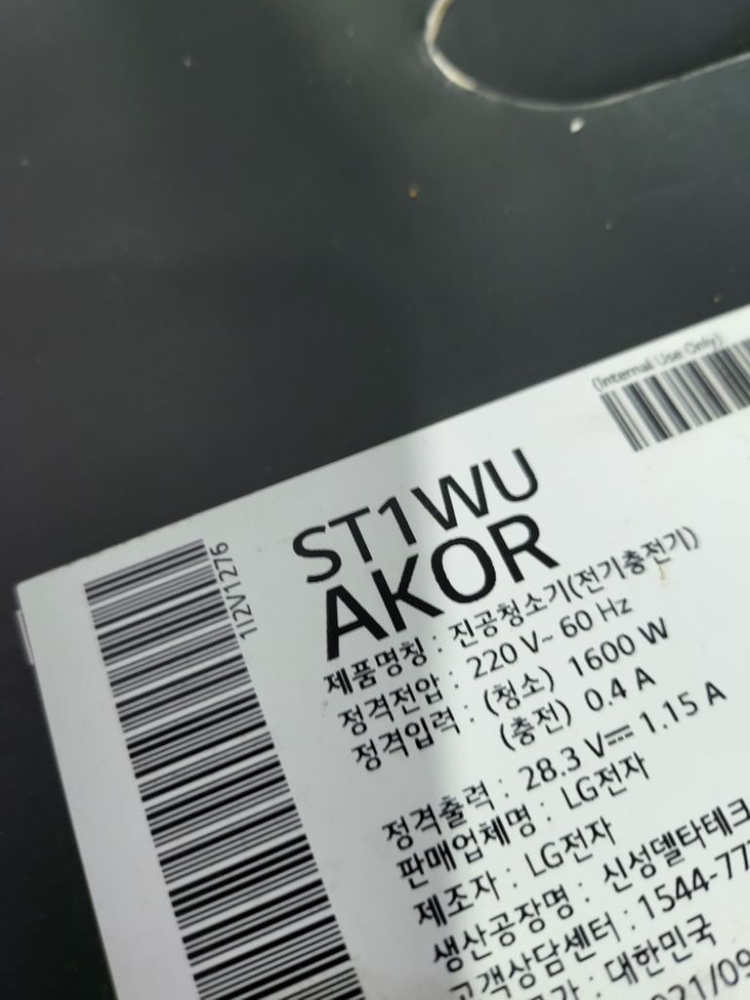 (Internal Use Only)
ST1WU
AKOR
제품명칭 : 진공청소기(전기충전기)
정격전압 : 220 V~ 60 Hz
정격입력 : (청소) 1600 W
(충전) 0.4 A
정격출력 : 28.3 V⎓ 1.15 A
판매업체명 : LG전자
제조자 : LG전자
생산공장명 : 신성델타테크
고객상담센터 : 1544-77
: 대한민국
21/09